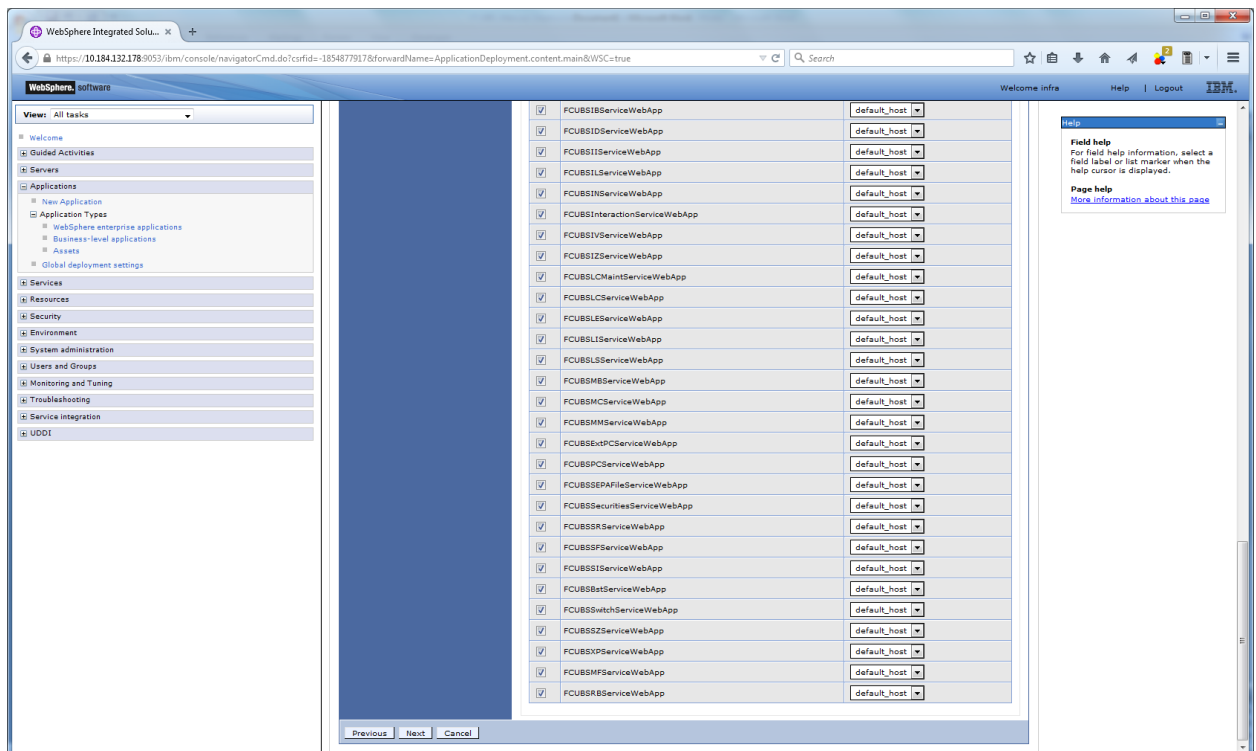 WebSphere Integrated Solu... × +
https://10.184.132.178:9053/ibm/console/navigatorCmd.do?csrfid=-1854877917&forwardName=ApplicationDeployment.content.main&WSC=true
Search
2
WebSphere. software
Welcome infra
Help | Logout
IBM.
View: All tasks
Welcome
Guided Activities
Servers
Applications
New Application
Application Types
WebSphere enterprise applications
Business-level applications
Assets
Global deployment settings
Services
Resources
Security
Environment
System administration
Users and Groups
Monitoring and Tuning
Troubleshooting
Service integration
UDDI
FCUBSIBServiceWebApp default_host
FCUBSIDServiceWebApp default_host
FCUBSIIServiceWebApp default_host
FCUBSILServiceWebApp default_host
FCUBSINServiceWebApp default_host
FCUBSInteractionServiceWebApp default_host
FCUBSIVServiceWebApp default_host
FCUBSIZServiceWebApp default_host
FCUBSLCMaintServiceWebApp default_host
FCUBSLCServiceWebApp default_host
FCUBSLEServiceWebApp default_host
FCUBSLIServiceWebApp default_host
FCUBSLSServiceWebApp default_host
FCUBSMBServiceWebApp default_host
FCUBSMCServiceWebApp default_host
FCUBSMMServiceWebApp default_host
FCUBSExtPCServiceWebApp default_host
FCUBSPCServiceWebApp default_host
FCUBSSEPAFileServiceWebApp default_host
FCUBSSecuritiesServiceWebApp default_host
FCUBSSRServiceWebApp default_host
FCUBSSFServiceWebApp default_host
FCUBSSIServiceWebApp default_host
FCUBSBstServiceWebApp default_host
FCUBSSwitchServiceWebApp default_host
FCUBSSZServiceWebApp default_host
FCUBSXPServiceWebApp default_host
FCUBSMFServiceWebApp default_host
FCUBSRBServiceWebApp default_host
Previous Next Cancel
Help
Field help
For field help information, select a
field label or list marker when the
help cursor is displayed.
Page help
More information about this page